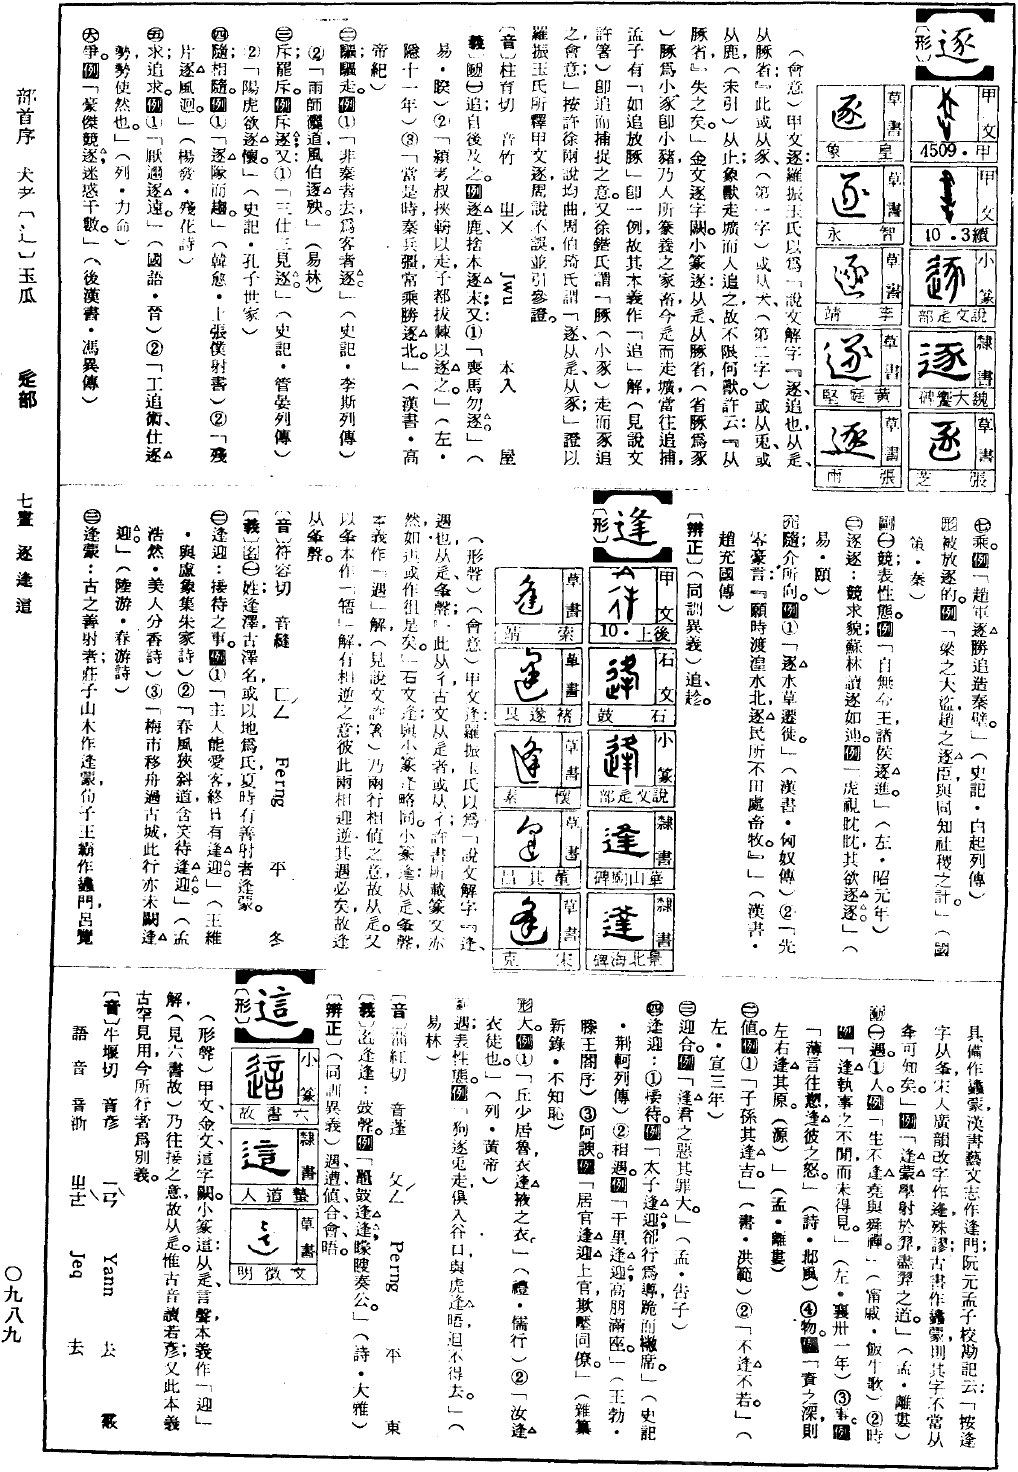 部首序 犬歹〔辶〕玉瓜 辵部 七畫 逐逢這 〇九八九
逐
〔形〕
甲文 甲・4509
甲文 續3・10
小篆 說文辵部
隸書 魏大饗碑
草書 張芝
草書 皇象
草書 智永
草書 李靖
草書 黃庭堅
草書 張雨
(會意)甲文逐:羅振玉氏以爲「說文解字『逐、追也、从辵、
从豚省』此或从豕(第一字)或从犬(第二字)或从兎、或
从鹿(未引)从止;象獸走壙而人追之、故不限何獸。許云:『从
豚省』失之矣。」金文逐字闕。小篆逐:从辵、从豚省(省豚爲豕
)豚爲小豕卽小豬、乃人所豢養之家畜、今辵而走壙、當往追捕、
孟子有「如追放豚」卽一例、故其本義作「追」解(見說文
許箸)卽追而捕捉之意。又徐鍇氏謂「豚(小豕)走而豕追
之會意」按許徐兩說均曲、周伯琦氏謂「逐从辵从豕」證以
羅振玉氏所釋甲文逐、周說不誤、並引參證。
〔音〕柱育切 音竹 ㄓㄨ Jwu 本入 屋
〔義〕動㊀追:自後及之。例逐鹿、捨本逐末;又:①「喪馬勿逐」(
易・睽)②「潁考叔挾輈以走、子都拔棘以逐之。」(左・
隱十一年)③「當是時、秦兵彊、常乘勝逐北。」(漢書・高
帝紀)
㊁驅:驅走。例①「非秦者去、爲客者逐。」(史記・李斯列傳)
②「雨師灑道、風伯逐殃。」(易林)
㊂斥:罷斥。例斥逐;又:①「三仕三見逐。」(史記・管晏列傳)
②「陽虎欲逐懷。」(史記・孔子世家)
㊃隨:相隨。例①「逐隊而趨。」(韓愈・上張僕射書)②「殘
片逐風迴。」(楊發・殘花詩)
㊄求:追求。例①「厭邇逐遠。」(國語・晉)②「工追術、仕逐
勢、勢使然也。」(列・力命)
㊅爭。例「豪傑競逐、迷惑千數。」(後漢書・馮異傳)
㊆乘。例「趙軍逐勝、追造秦壁。」(史記・白起列傳)
形被放逐的。例「梁之大盜、趙之逐臣、與同知社稷之計。」(國
策・秦)
副㊀競:表性態。例「自無令王、諸侯逐進。」(左・昭元年)
㊁逐逐:競求貌、蘇林讀逐如迪。例「虎視眈眈、其欲逐逐。」(
易・頤)
介隨:介所向。例①「逐水草遷徙。」(漢書・匈奴傳)②「先
零豪言:『願時渡湟水北、逐民所不田處畜牧。』」(漢書・
趙充國傳)
〔辨正〕(同訓異義)追、趁。
逢
〔形〕
甲文 後上・10
石文 石鼓
小篆 說文辵部
隸書 華山廟碑
隸書 景北海碑
草書 索靖
草書 褚遂良
草書 懷素
草書 董其昌
草書 宋克
(形聲)(會意)甲文逢:羅振玉氏以爲「說文解字『逢、
遇也、从辵、夆聲』此从彳、古文从辵者或从彳、許書所載篆文亦
然、如迋或作徂是矣。」石文逢與小篆逢略同。小篆逢从辵、夆聲、
本義作「遇」解(見說文許箸)乃兩行相値之意、故从辵。又
以夆本作「啎」解、有相逆之意;彼此兩相迎逆其遇必矣、故逢
从夆聲。
〔音〕符容切 音縫 ㄈㄥˊ Ferng 平 冬
〔義〕名㊀姓:逢澤、古澤名、或以地爲氏、夏時有善射者逢蒙。
㊁逢迎:接待之事。例①「主人能愛客、終日有逢迎。」(王維
・與盧象集朱家詩)②「春風狹斜道、含笑待逢迎。」(孟
浩然・美人分香詩)③「梅市移舟過古城、此行亦未闕逢
迎。」(陸游・春游詩)
㊂逢蒙:古之善射者;莊子山木作逢蒙、荀子王霸作蠭門、呂覽
具備作蠭蒙、漢書藝文志作逢門;阮元孟子校勘記云:「按逢
字从夆、宋人廣韻改字作逄、殊謬。古書作蠭蒙、則其字不當从
夅可知矣。」例「逢蒙學射於羿、盡羿之道。」(孟・離婁)
動㊀遇:①人。例「生不逢堯與舜禪。」(甯戚・飯牛歌)②時。
例「逢執事之不閒、而未得見。」(左・襄卅一年)③事。例
「薄言往愬、逢彼之怒。」(詩・邶風)④物。例「資之深、則
左右逢其原。(源)」(孟・離婁)
㊁値。例①「子孫其逢吉。」(書・洪範)②「不逢不若。」(
左・宣三年)
㊂迎合。例「逢君之惡其罪大。」(孟・告子)
㊃逢迎:①接待。例「太子逢迎、卻行爲導、跪而襒席。」(史記
・荊軻列傳)②相遇。例「千里逢迎、高朋滿座。」(王勃・
滕王閣序)③阿諛。例「居官逢迎上官、欺壓同僚。」(雜纂
新錄・不知恥)
形大。例①「丘少居魯、衣逢掖之衣。」(禮・儒行)②「汝逢
衣徒也。」(列・黃帝)
副遇:表性態。例「狗逐兎走、俱入谷口、與虎逢晤、迫不得去。」(
易林)
〔音〕蒲紅切 音蓬 ㄆㄥˊ Perng 平 東
〔義〕名逢逢:鼓聲。例「鼉鼓逢逢、矇瞍奏公。」(詩・大雅)
〔辨正〕(同訓異義)遇、遭、値、合、會、晤。
這
〔形〕
小篆 六書故
隸書 蟄道人
草書 文徵明
(形聲)甲文、金文、這字闕。小篆這:从辵、言聲、本義作「迎」
解(見六書故)乃往接之意、故从辵。惟古音讀若彥;又此本義
古罕見用、今所行者爲別義。
〔音〕牛堰切 音彥 ㄧㄢˋ Yann 去 霰
語音 音浙 ㄓㄜˋ Jeq 去